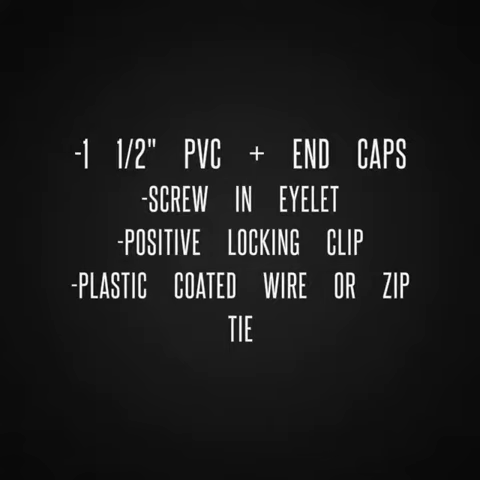 -1 1/2" PVC + END CAPS
-SCREW IN EYELET
-POSITIVE LOCKING CLIP
-PLASTIC COATED WIRE OR ZIP
TIE